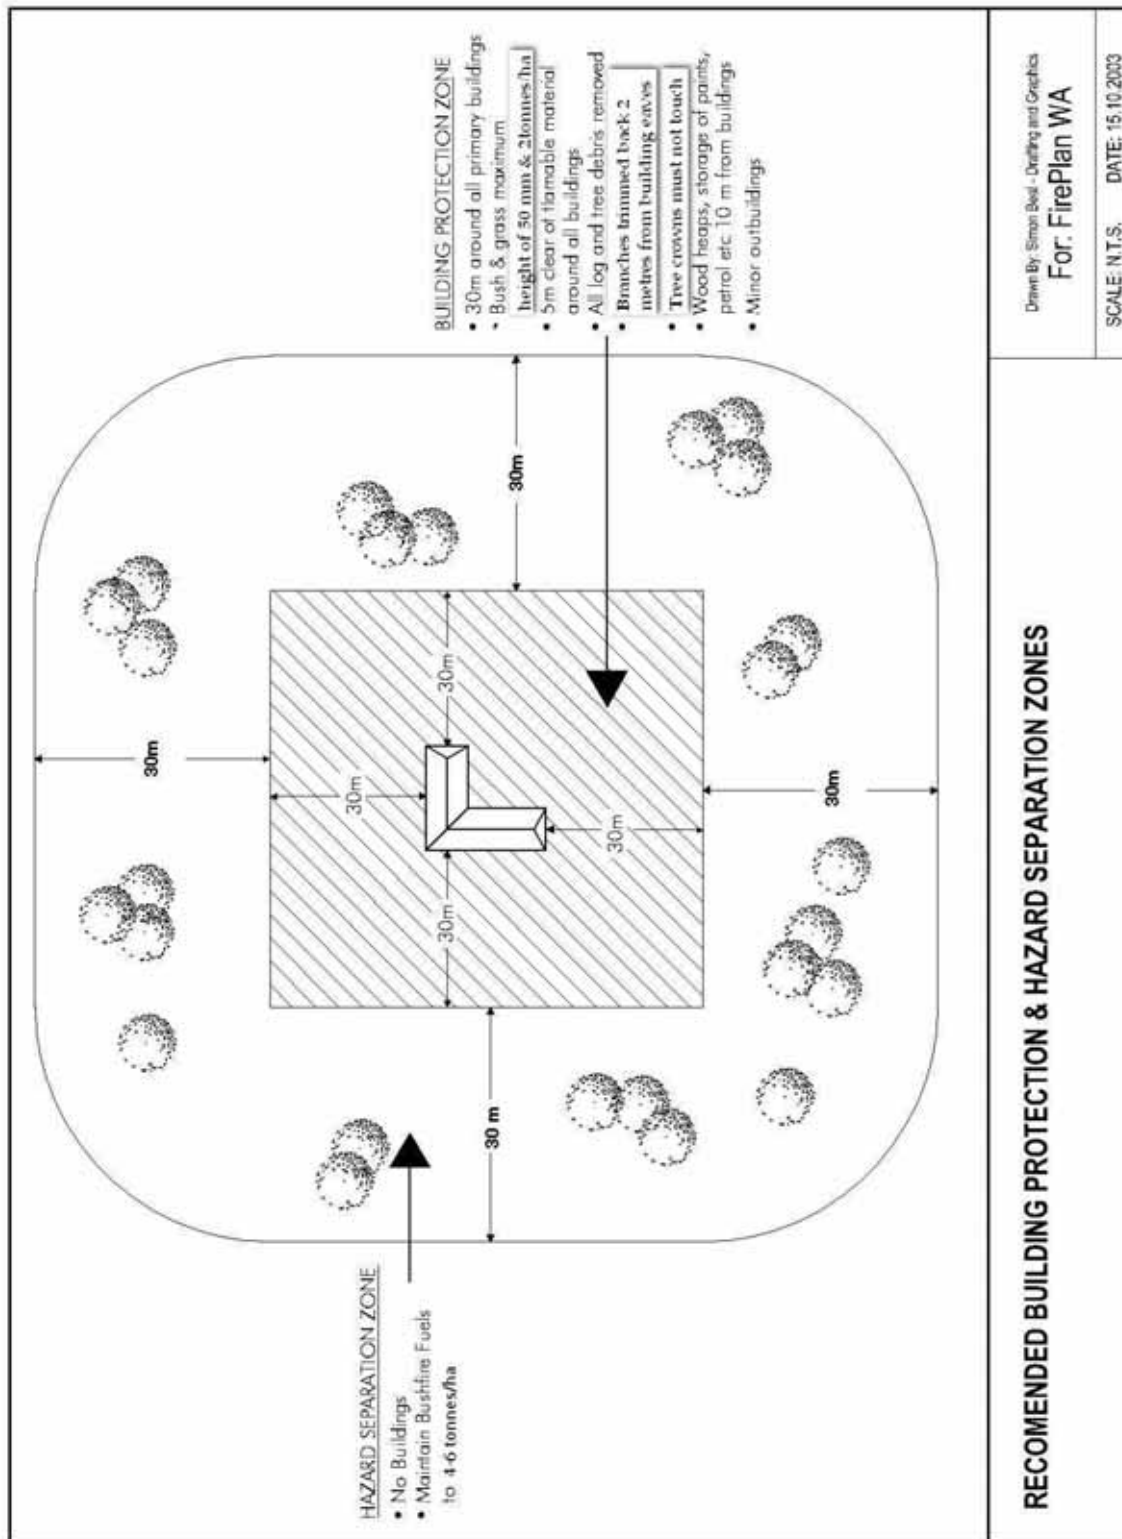 BUILDING PROTECTION ZONE
• 30m around all primary buildings
• Bush & grass maximum
height of 50 mm & 2tonnes/ha
• 5m clear of flamable material
around all buildings
• All log and tree debris removed
• Branches trimmed back 2
metres from building eaves
• Tree crowns must not touch
• Wood heaps, storage of paints,
petrol etc 10 m from buildings
• Minor outbuildings
30m
30m
30m
30m
30m
30m
30m
30 m
HAZARD SEPARATION ZONE
• No Buildings
• Maintain Bushfire Fuels
to 4-6 tonnes/ha
RECOMENDED BUILDING PROTECTION & HAZARD SEPARATION ZONES
Drawn By: Simon Beal - Drafting and Graphics
For: FirePlan WA
SCALE: N.T.S. DATE: 15.10.2003